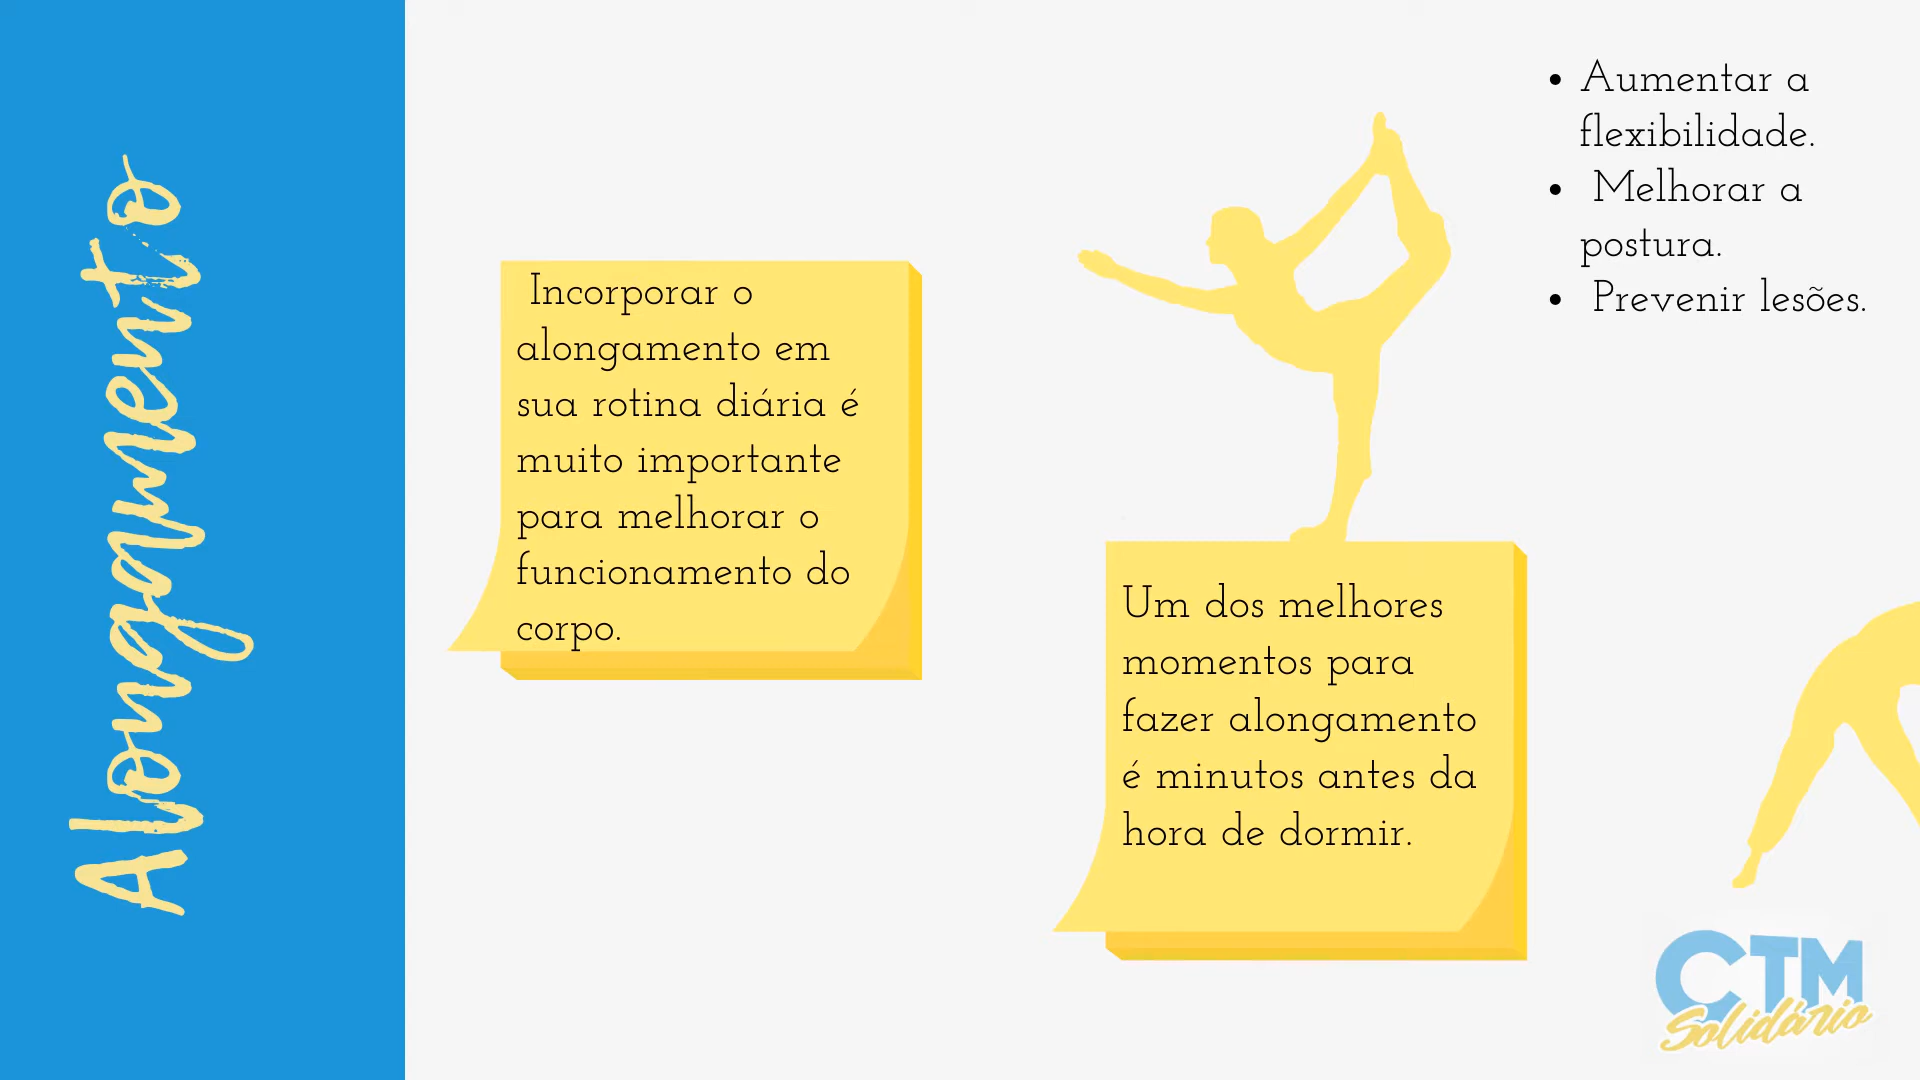 Alongamento
Incorporar o
alongamento em
sua rotina diária é
muito importante
para melhorar o
funcionamento do
corpo.
Um dos melhores
momentos para
fazer alongamento
é minutos antes da
hora de dormir.
• Aumentar a
flexibilidade.
• Melhorar a
postura.
• Prevenir lesões.
CTM
Solidário